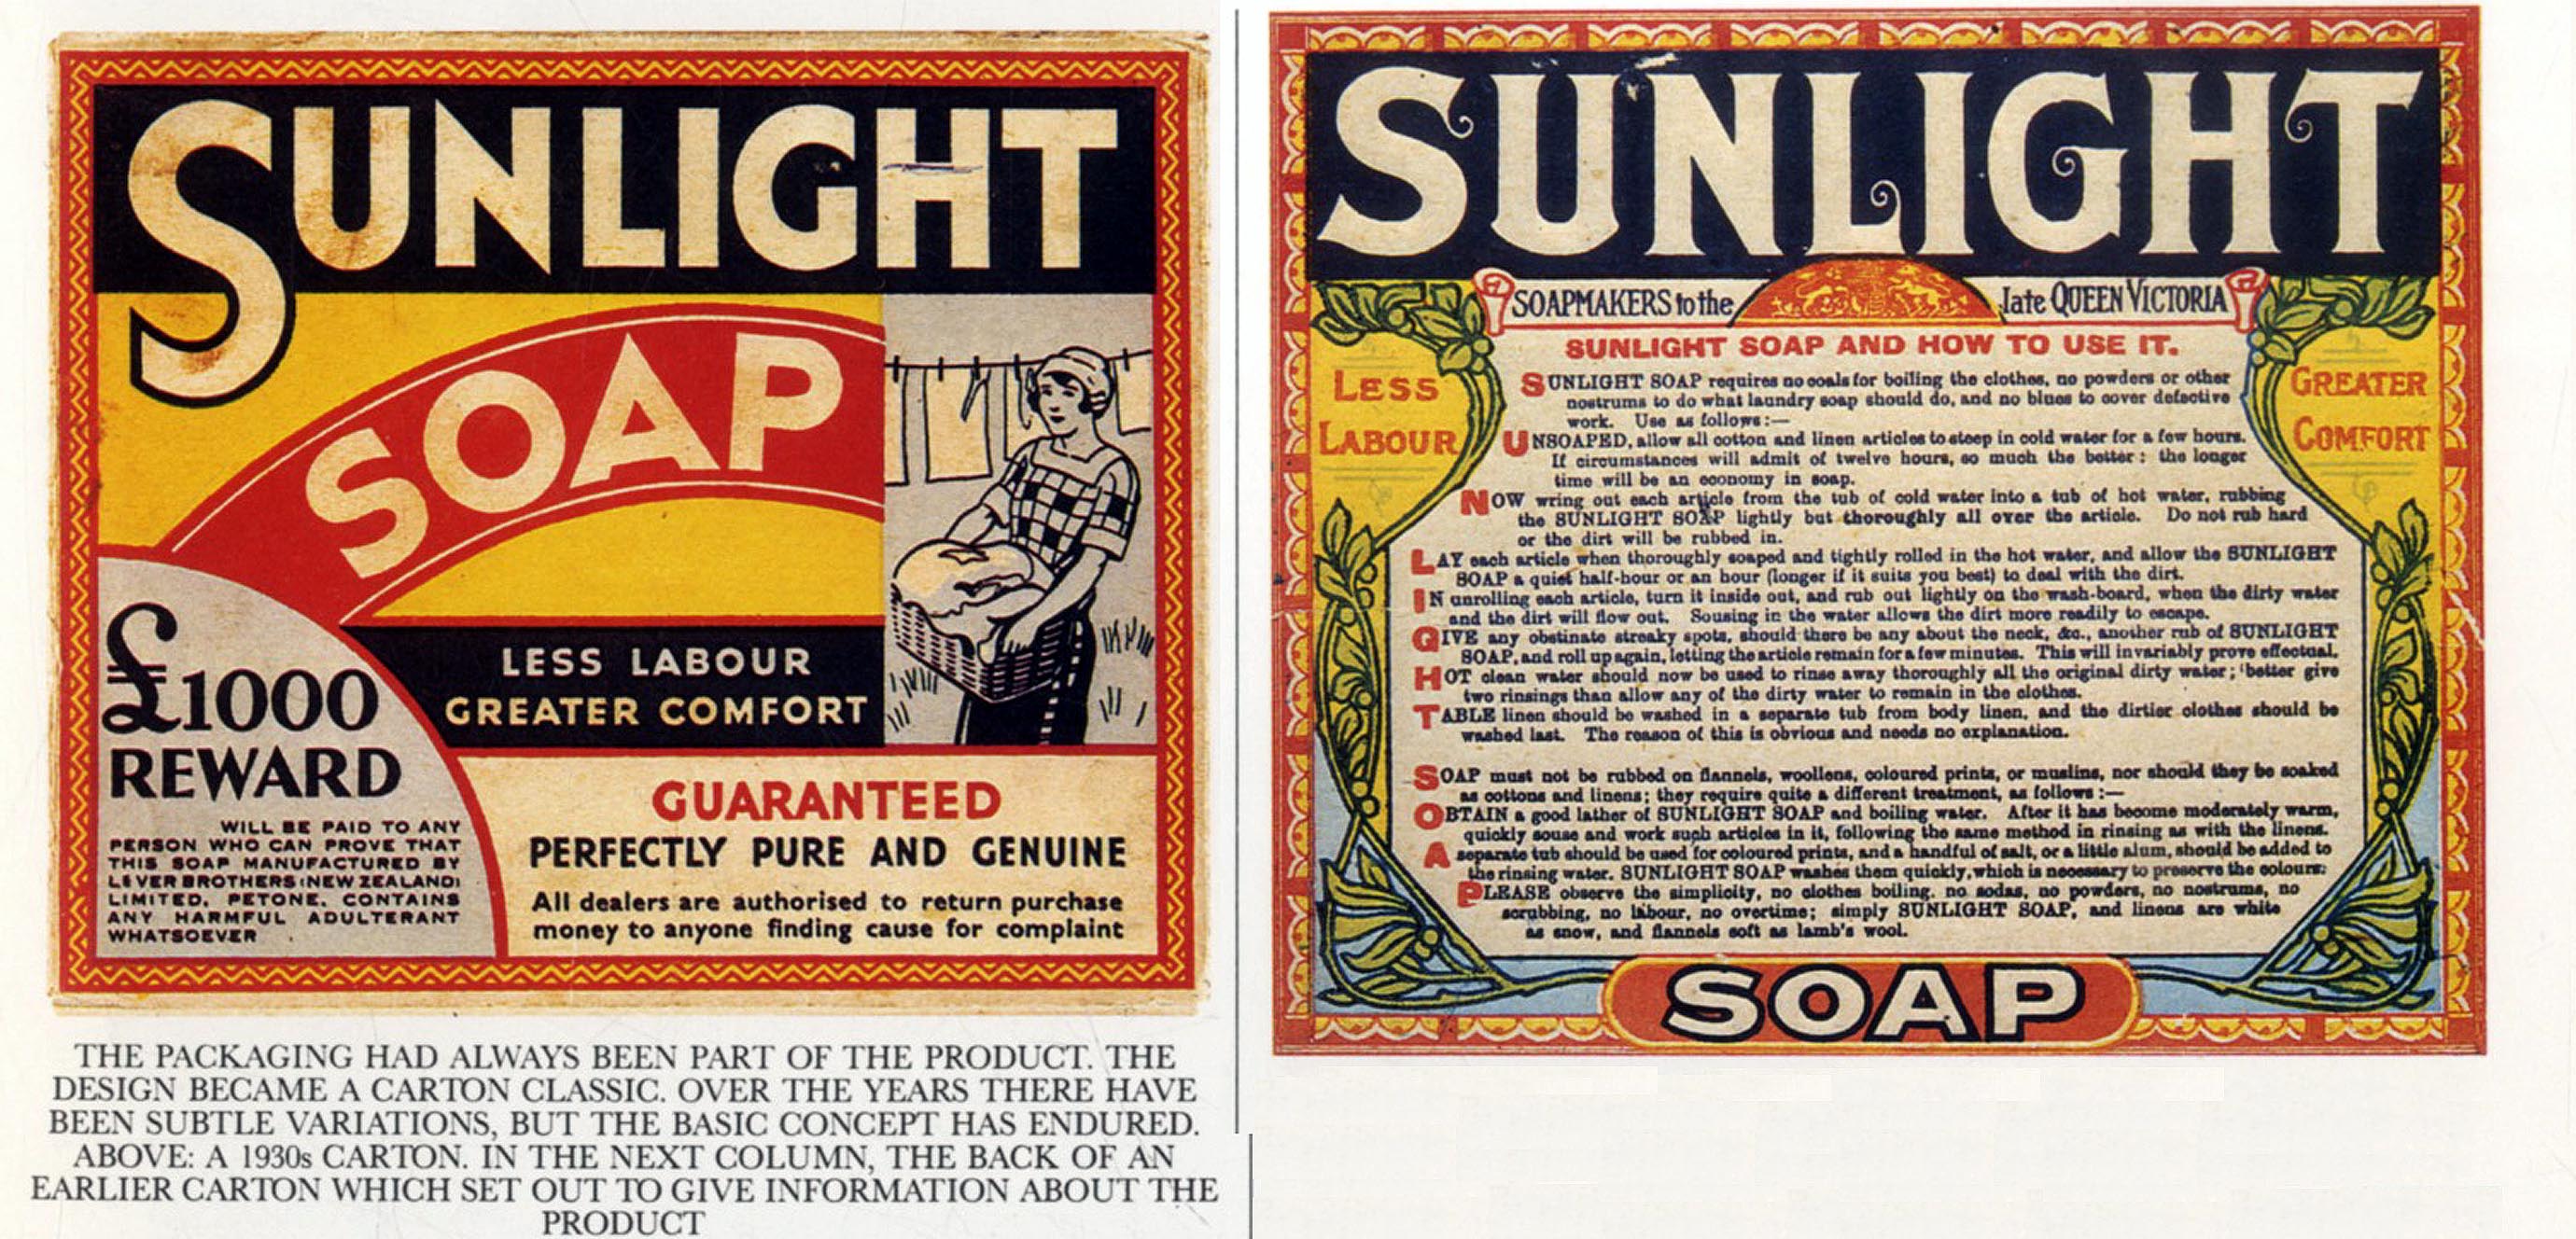 SUNLIGHT
SOAP
£1000
REWARD
WILL BE PAID TO ANY
PERSON WHO CAN PROVE THAT
THIS SOAP MANUFACTURED BY
LEVER BROTHERS (NEW ZEALAND)
LIMITED, PETONE, CONTAINS
ANY HARMFUL ADULTERANT
WHATSOEVER
LESS LABOUR
GREATER COMFORT
GUARANTEED
PERFECTLY PURE AND GENUINE
All dealers are authorised to return purchase
money to anyone finding cause for complaint
THE PACKAGING HAD ALWAYS BEEN PART OF THE PRODUCT. THE
DESIGN BECAME A CARTON CLASSIC. OVER THE YEARS THERE HAVE
BEEN SUBTLE VARIATIONS, BUT THE BASIC CONCEPT HAS ENDURED.
ABOVE: A 1930s CARTON. IN THE NEXT COLUMN, THE BACK OF AN
EARLIER CARTON WHICH SET OUT TO GIVE INFORMATION ABOUT THE
PRODUCT
SUNLIGHT
SOAPMAKERS to the late QUEEN VICTORIA
LESS
LABOUR
GREATER
COMFORT
SUNLIGHT SOAP AND HOW TO USE IT.
SUNLIGHT SOAP requires no coals for boiling the clothes, no powders or other
nostrums to do what laundry soap should do, and no blues to cover defective
work. Use as follows:—
UNSOAPED, allow all cotton and linen articles to steep in cold water for a few hours.
If circumstances will admit of twelve hours, so much the better: the longer
time will be an economy in soap.
NOW wring out each article from the tub of cold water into a tub of hot water, rubbing
the SUNLIGHT SOAP lightly but thoroughly all over the article. Do not rub hard
or the dirt will be rubbed in.
LAY each article when thoroughly soaped and tightly rolled in the hot water, and allow the SUNLIGHT
SOAP a quiet half-hour or an hour (longer if it suits you best) to deal with the dirt.
IN unrolling each article, turn it inside out, and rub out lightly on the wash-board, when the dirty water
and the dirt will flow out. Sousing in the water allows the dirt more readily to escape.
GIVE any obstinate streaky spots, should there be any about the neck, &c., another rub of SUNLIGHT
SOAP, and roll up again, letting the article remain for a few minutes. This will invariably prove effectual.
HOT clean water should now be used to rinse away thoroughly all the original dirty water; better give
two rinsings than allow any of the dirty water to remain in the clothes.
TABLE linen should be washed in a separate tub from body linen, and the dirtier clothes should be
washed last. The reason of this is obvious and needs no explanation.
SOAP must not be rubbed on flannels, woollens, coloured prints, or muslins, nor should they be soaked
as cottons and linens; they require quite a different treatment, as follows:—
OBTAIN a good lather of SUNLIGHT SOAP and boiling water. After it has become moderately warm,
quickly souse and work such articles in it, following the same method in rinsing as with the linens.
A separate tub should be used for coloured prints, and a handful of salt, or a little alum, should be added to
the rinsing water. SUNLIGHT SOAP washes them quickly, which is necessary to preserve the colours:
PLEASE observe the simplicity, no clothes boiling, no sodas, no powders, no nostrums, no
scrubbing, no labour, no overtime; simply SUNLIGHT SOAP, and linens are white
as snow, and flannels soft as lamb's wool.
SOAP